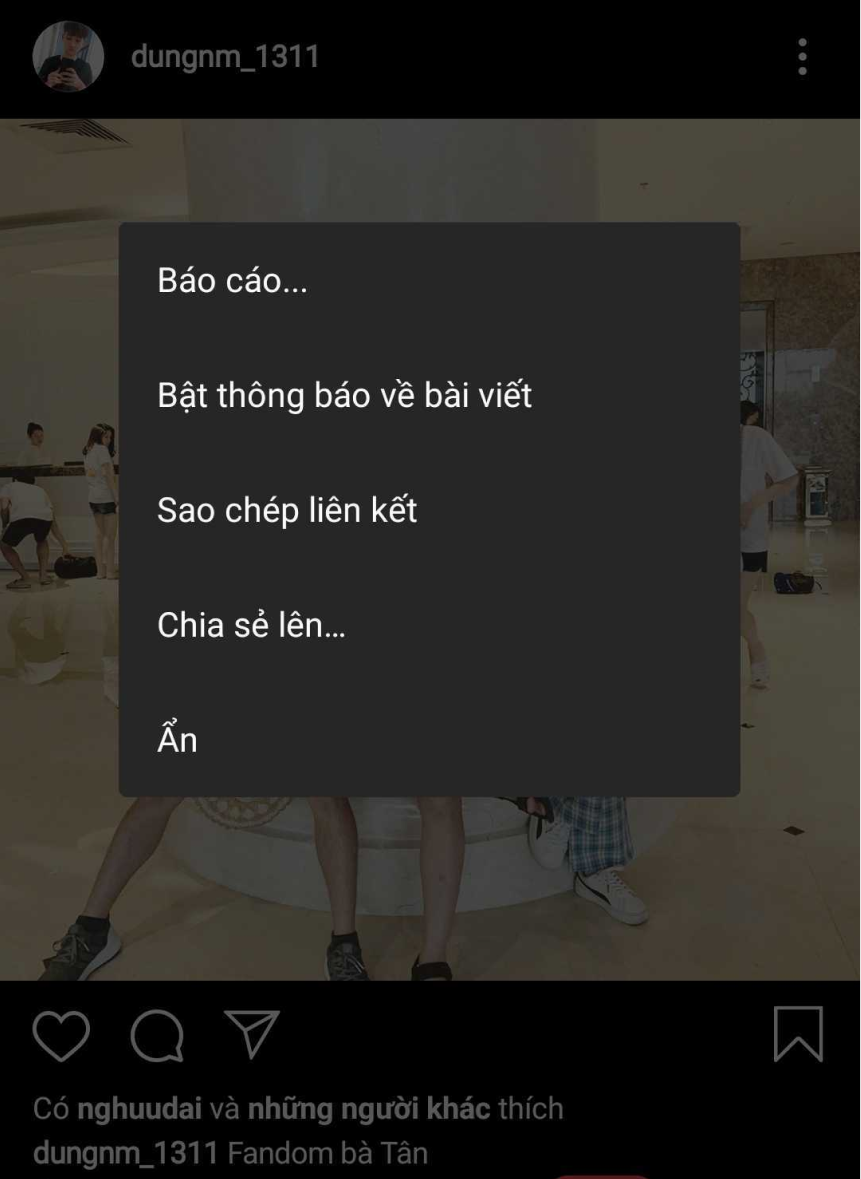 dungnm_1311
Báo cáo...
Bật thông báo về bài viết
Sao chép liên kết
Chia sẻ lên...
Ẩn
Có nghuudai và những người khác thích
dungnm_1311 Fandom bà Tân